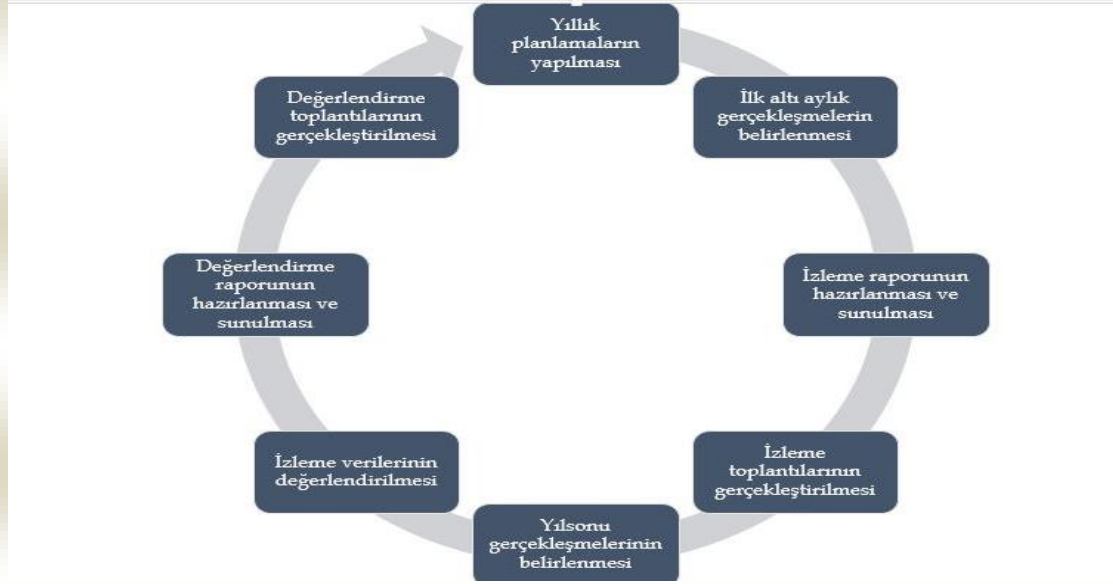 Yıllık
planlamaların
yapılması
İlk altı aylık
gerçekleşmelerin
belirlenmesi
İzleme raporunun
hazırlanması ve
sunulması
İzleme
toplantılarının
gerçekleştirilmesi
Yılsonu
gerçekleşmelerinin
belirlenmesi
İzleme verilerinin
değerlendirilmesi
Değerlendirme
raporunun
hazırlanması ve
sunulması
Değerlendirme
toplantılarının
gerçekleştirilmesi